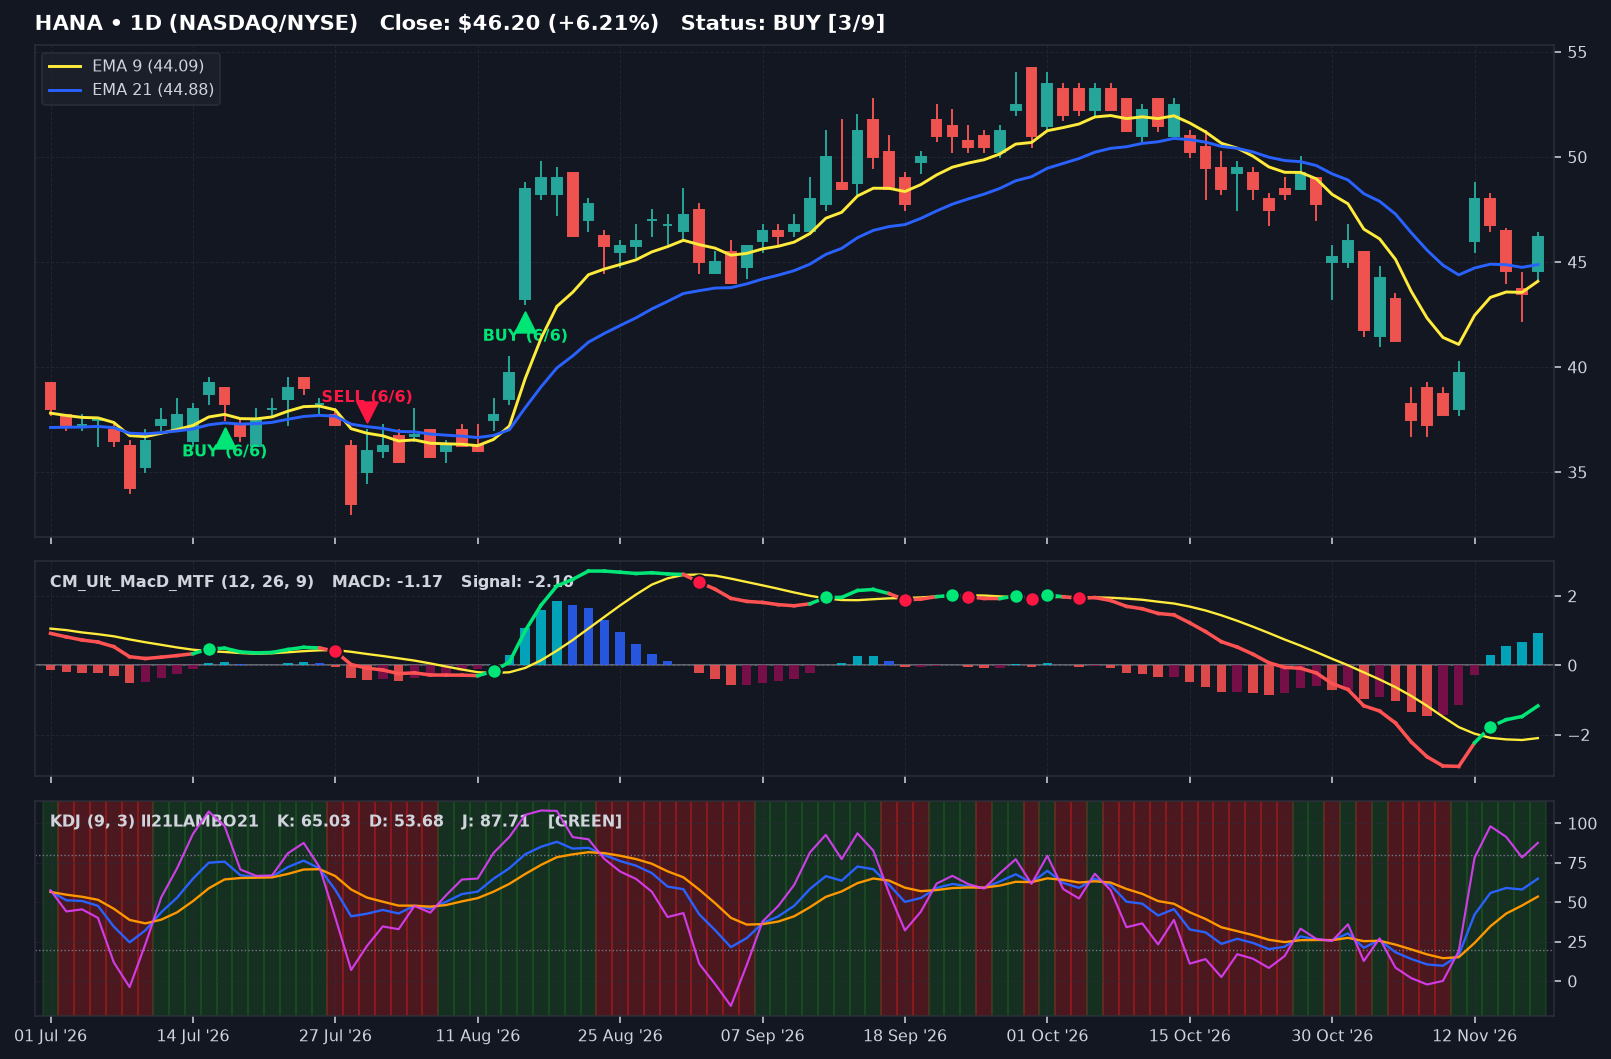 HANA • 1D (NASDAQ/NYSE)   Close: $46.20 (+6.21%)   Status: BUY [3/9]
EMA 9 (44.09)
EMA 21 (44.88)
55
50
45
40
35
BUY (6/6)
SELL (6/6)
BUY (6/6)
CM_Ult_MacD_MTF (12, 26, 9)   MACD: -1.17   Signal: -2.10
2
0
−2
KDJ (9, 3) II21LAMBO21   K: 65.03   D: 53.68   J: 87.71   [GREEN]
100
75
50
25
0
01 Jul '26
14 Jul '26
27 Jul '26
11 Aug '26
25 Aug '26
07 Sep '26
18 Sep '26
01 Oct '26
15 Oct '26
30 Oct '26
12 Nov '26